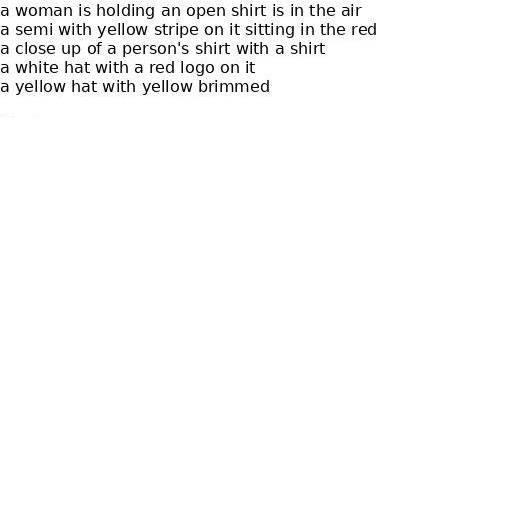 a woman is holding an open shirt is in the air
a semi with yellow stripe on it sitting in the red
a close up of a person's shirt with a shirt
a white hat with a red logo on it
a yellow hat with yellow brimmed